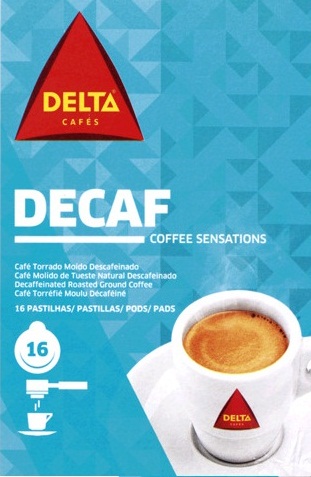 DELTA
CAFÉS
DECAF
COFFEE SENSATIONS
Café Torrado Moído Descafeinado
Café Molido de Tueste Natural Descafeinado
Decaffeinated Roasted Ground Coffee
Café Torréfié Moulu Décaféiné
16 PASTILHAS/ PASTILLAS/ PODS/ PADS
16
DELTA
CAFÉS